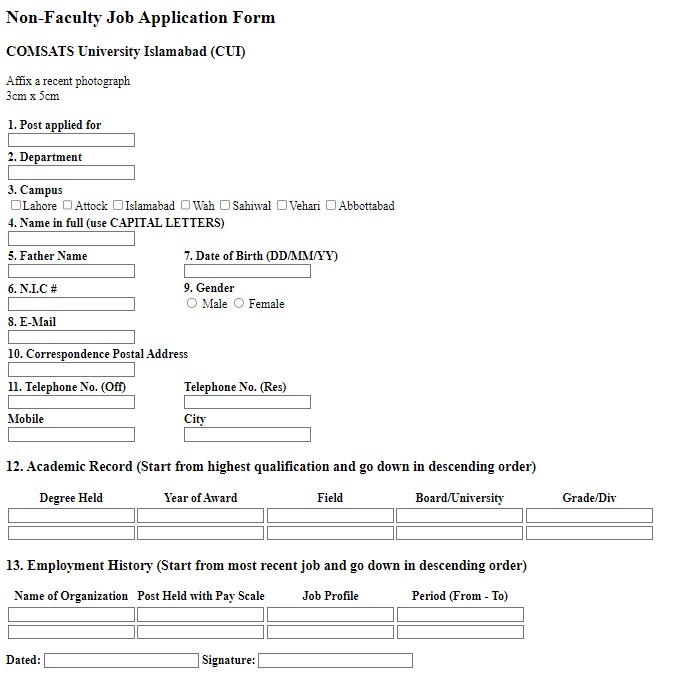 Non-Faculty Job Application Form
COMSATS University Islamabad (CUI)
Affix a recent photograph
3cm x 5cm
1. Post applied for
2. Department
3. Campus
Lahore Attock Islamabad Wah Sahiwal Vehari Abbottabad
4. Name in full (use CAPITAL LETTERS)
5. Father Name 7. Date of Birth (DD/MM/YY)
6. N.I.C # 9. Gender
Male Female
8. E-Mail
10. Correspondence Postal Address
11. Telephone No. (Off) Telephone No. (Res)
Mobile City
12. Academic Record (Start from highest qualification and go down in descending order)
Degree Held Year of Award Field Board/University Grade/Div
13. Employment History (Start from most recent job and go down in descending order)
Name of Organization Post Held with Pay Scale Job Profile Period (From - To)
Dated: Signature: